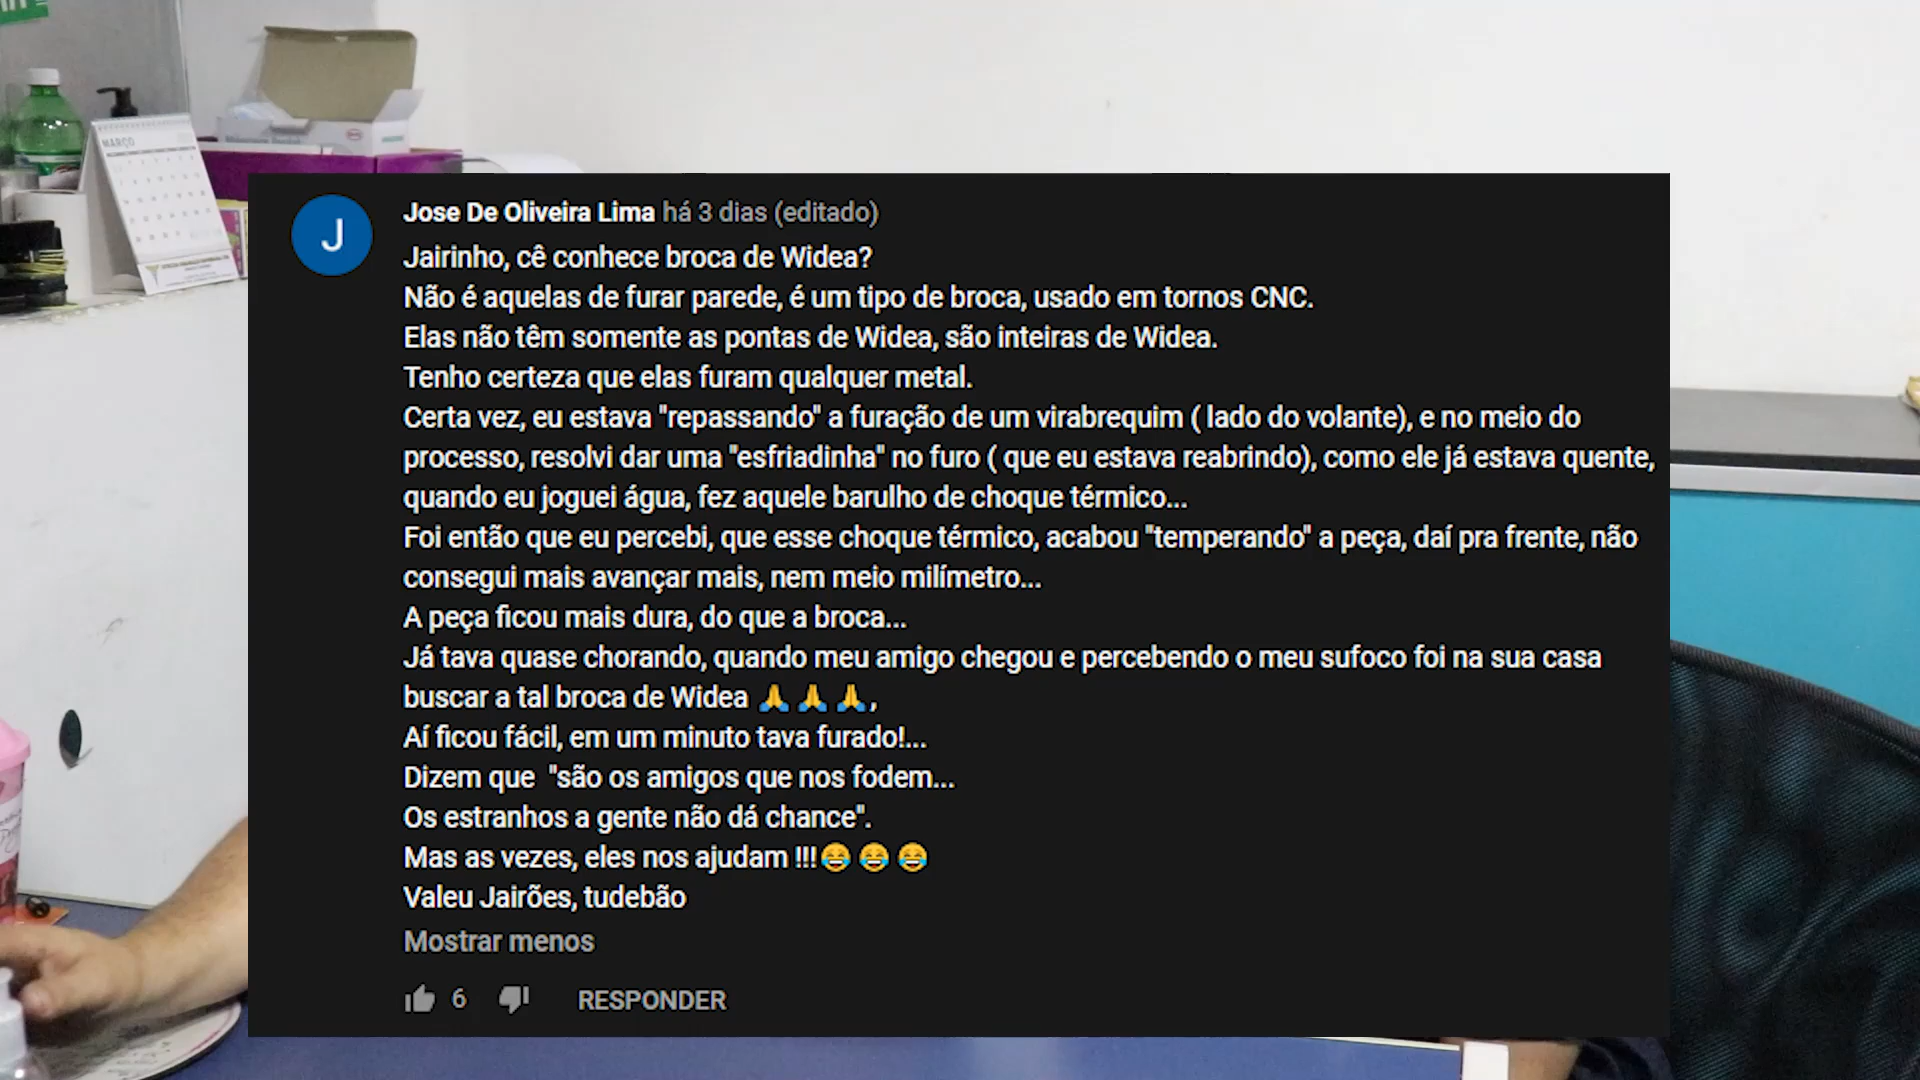 MARÇO
J
Jose De Oliveira Lima há 3 dias (editado)
Jairinho, cê conhece broca de Widea?
Não é aquelas de furar parede, é um tipo de broca, usado em tornos CNC.
Elas não têm somente as pontas de Widea, são inteiras de Widea.
Tenho certeza que elas furam qualquer metal.
Certa vez, eu estava "repassando" a furação de um virabrequim ( lado do volante), e no meio do
processo, resolvi dar uma "esfriadinha" no furo ( que eu estava reabrindo), como ele já estava quente,
quando eu joguei água, fez aquele barulho de choque térmico...
Foi então que eu percebi, que esse choque térmico, acabou "temperando" a peça, daí pra frente, não
consegui mais avançar mais, nem meio milímetro...
A peça ficou mais dura, do que a broca...
Já tava quase chorando, quando meu amigo chegou e percebendo o meu sufoco foi na sua casa
buscar a tal broca de Widea 🙏 🙏 🙏,
Aí ficou fácil, em um minuto tava furado!...
Dizem que  "são os amigos que nos fodem...
Os estranhos a gente não dá chance".
Mas as vezes, eles nos ajudam !!!😂 😂 😂
Valeu Jairões, tudebão
Mostrar menos
6 RESPONDER